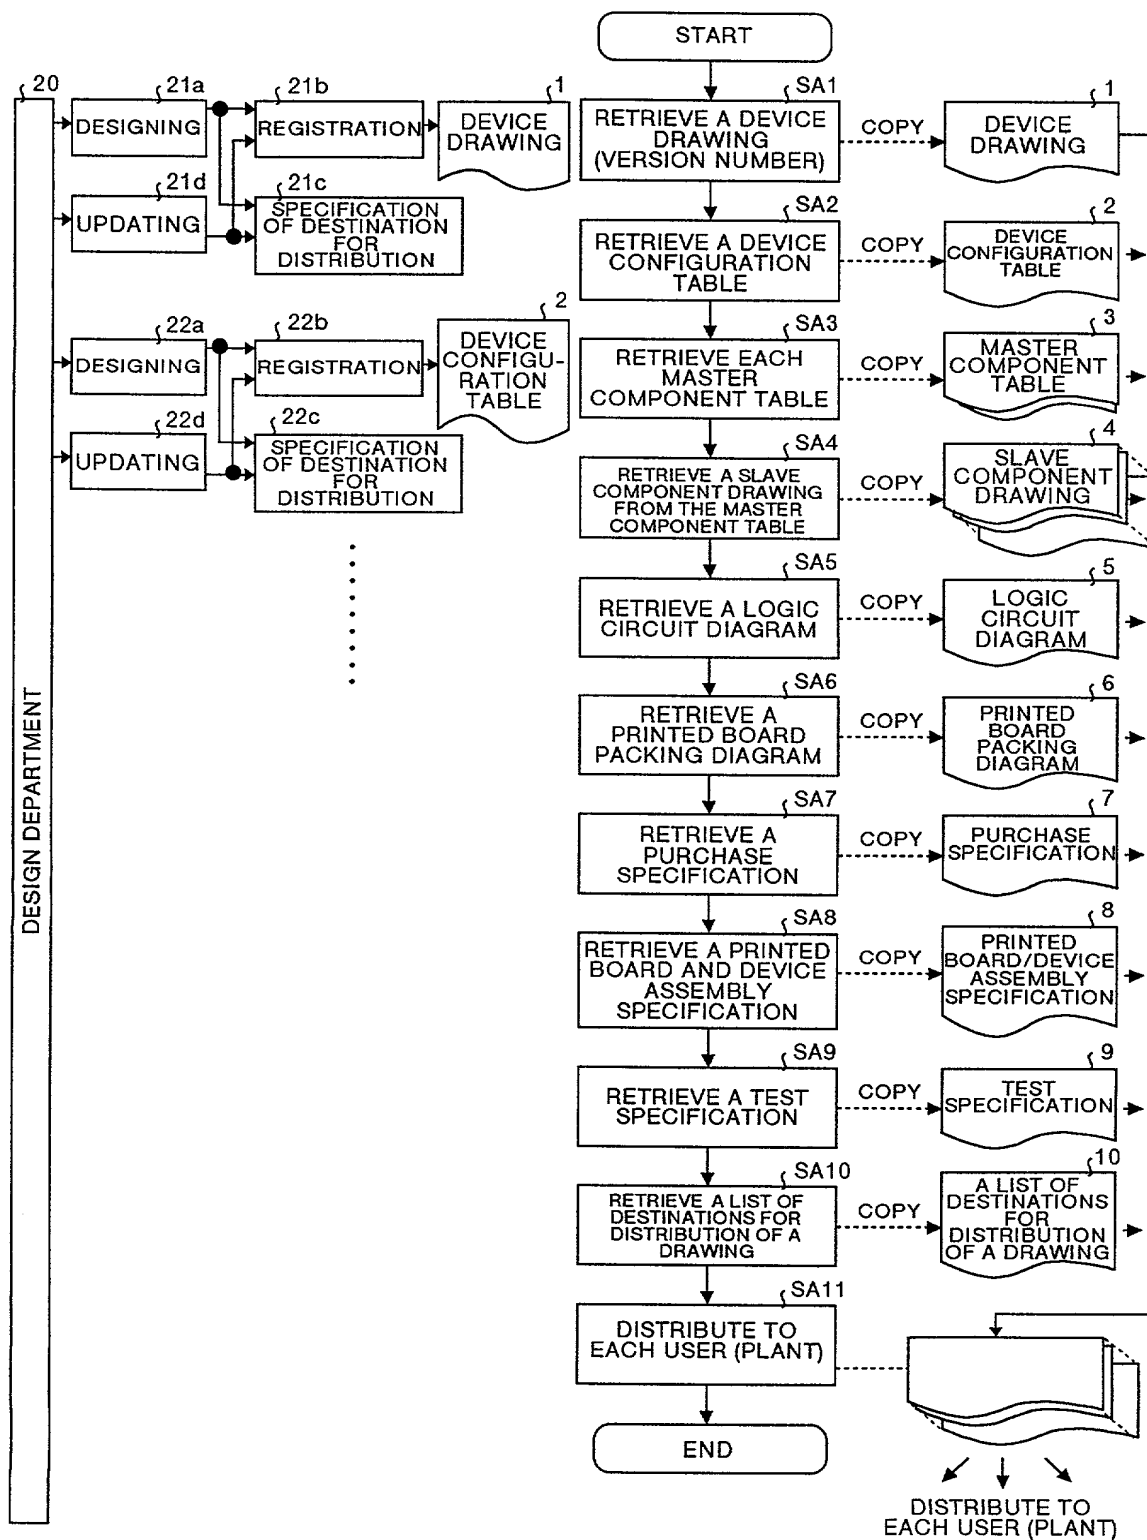 20
DESIGN DEPARTMENT
21a
DESIGNING
21b
REGISTRATION
1
DEVICE
DRAWING
21d
UPDATING
21c
SPECIFICATION
OF DESTINATION
FOR
DISTRIBUTION
22a
DESIGNING
22b
REGISTRATION
2
DEVICE
CONFIGU-
RATION
TABLE
22d
UPDATING
22c
SPECIFICATION
OF DESTINATION
FOR
DISTRIBUTION
START
SA1
RETRIEVE A DEVICE
DRAWING
(VERSION NUMBER)
COPY
1
DEVICE
DRAWING
SA2
RETRIEVE A DEVICE
CONFIGURATION
TABLE
COPY
2
DEVICE
CONFIGURATION
TABLE
SA3
RETRIEVE EACH
MASTER
COMPONENT TABLE
COPY
3
MASTER
COMPONENT
TABLE
SA4
RETRIEVE A SLAVE
COMPONENT DRAWING
FROM THE MASTER
COMPONENT TABLE
COPY
4
SLAVE
COMPONENT
DRAWING
SA5
RETRIEVE A LOGIC
CIRCUIT DIAGRAM
COPY
5
LOGIC
CIRCUIT
DIAGRAM
SA6
RETRIEVE A
PRINTED BOARD
PACKING DIAGRAM
COPY
6
PRINTED
BOARD
PACKING
DIAGRAM
SA7
RETRIEVE A
PURCHASE
SPECIFICATION
COPY
7
PURCHASE
SPECIFICATION
SA8
RETRIEVE A PRINTED
BOARD AND DEVICE
ASSEMBLY
SPECIFICATION
COPY
8
PRINTED
BOARD/DEVICE
ASSEMBLY
SPECIFICATION
SA9
RETRIEVE A TEST
SPECIFICATION
COPY
9
TEST
SPECIFICATION
SA10
RETRIEVE A LIST OF
DESTINATIONS FOR
DISTRIBUTION OF A
DRAWING
COPY
10
A LIST OF
DESTINATIONS
FOR
DISTRIBUTION
OF A DRAWING
SA11
DISTRIBUTE TO
EACH USER (PLANT)
END
DISTRIBUTE TO
EACH USER (PLANT)